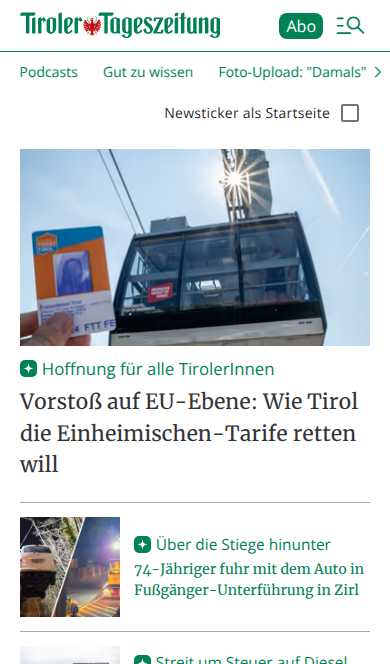 Tiroler Tageszeitung
Abo
Podcasts Gut zu wissen Foto-Upload: "Damals"
Newsticker als Startseite
Hoffnung für alle TirolerInnen
Vorstoß auf EU-Ebene: Wie Tirol
die Einheimischen-Tarife retten
will
Über die Stiege hinunter
74-Jähriger fuhr mit dem Auto in
Fußgänger-Unterführung in Zirl
Streit um Steuer auf Diesel